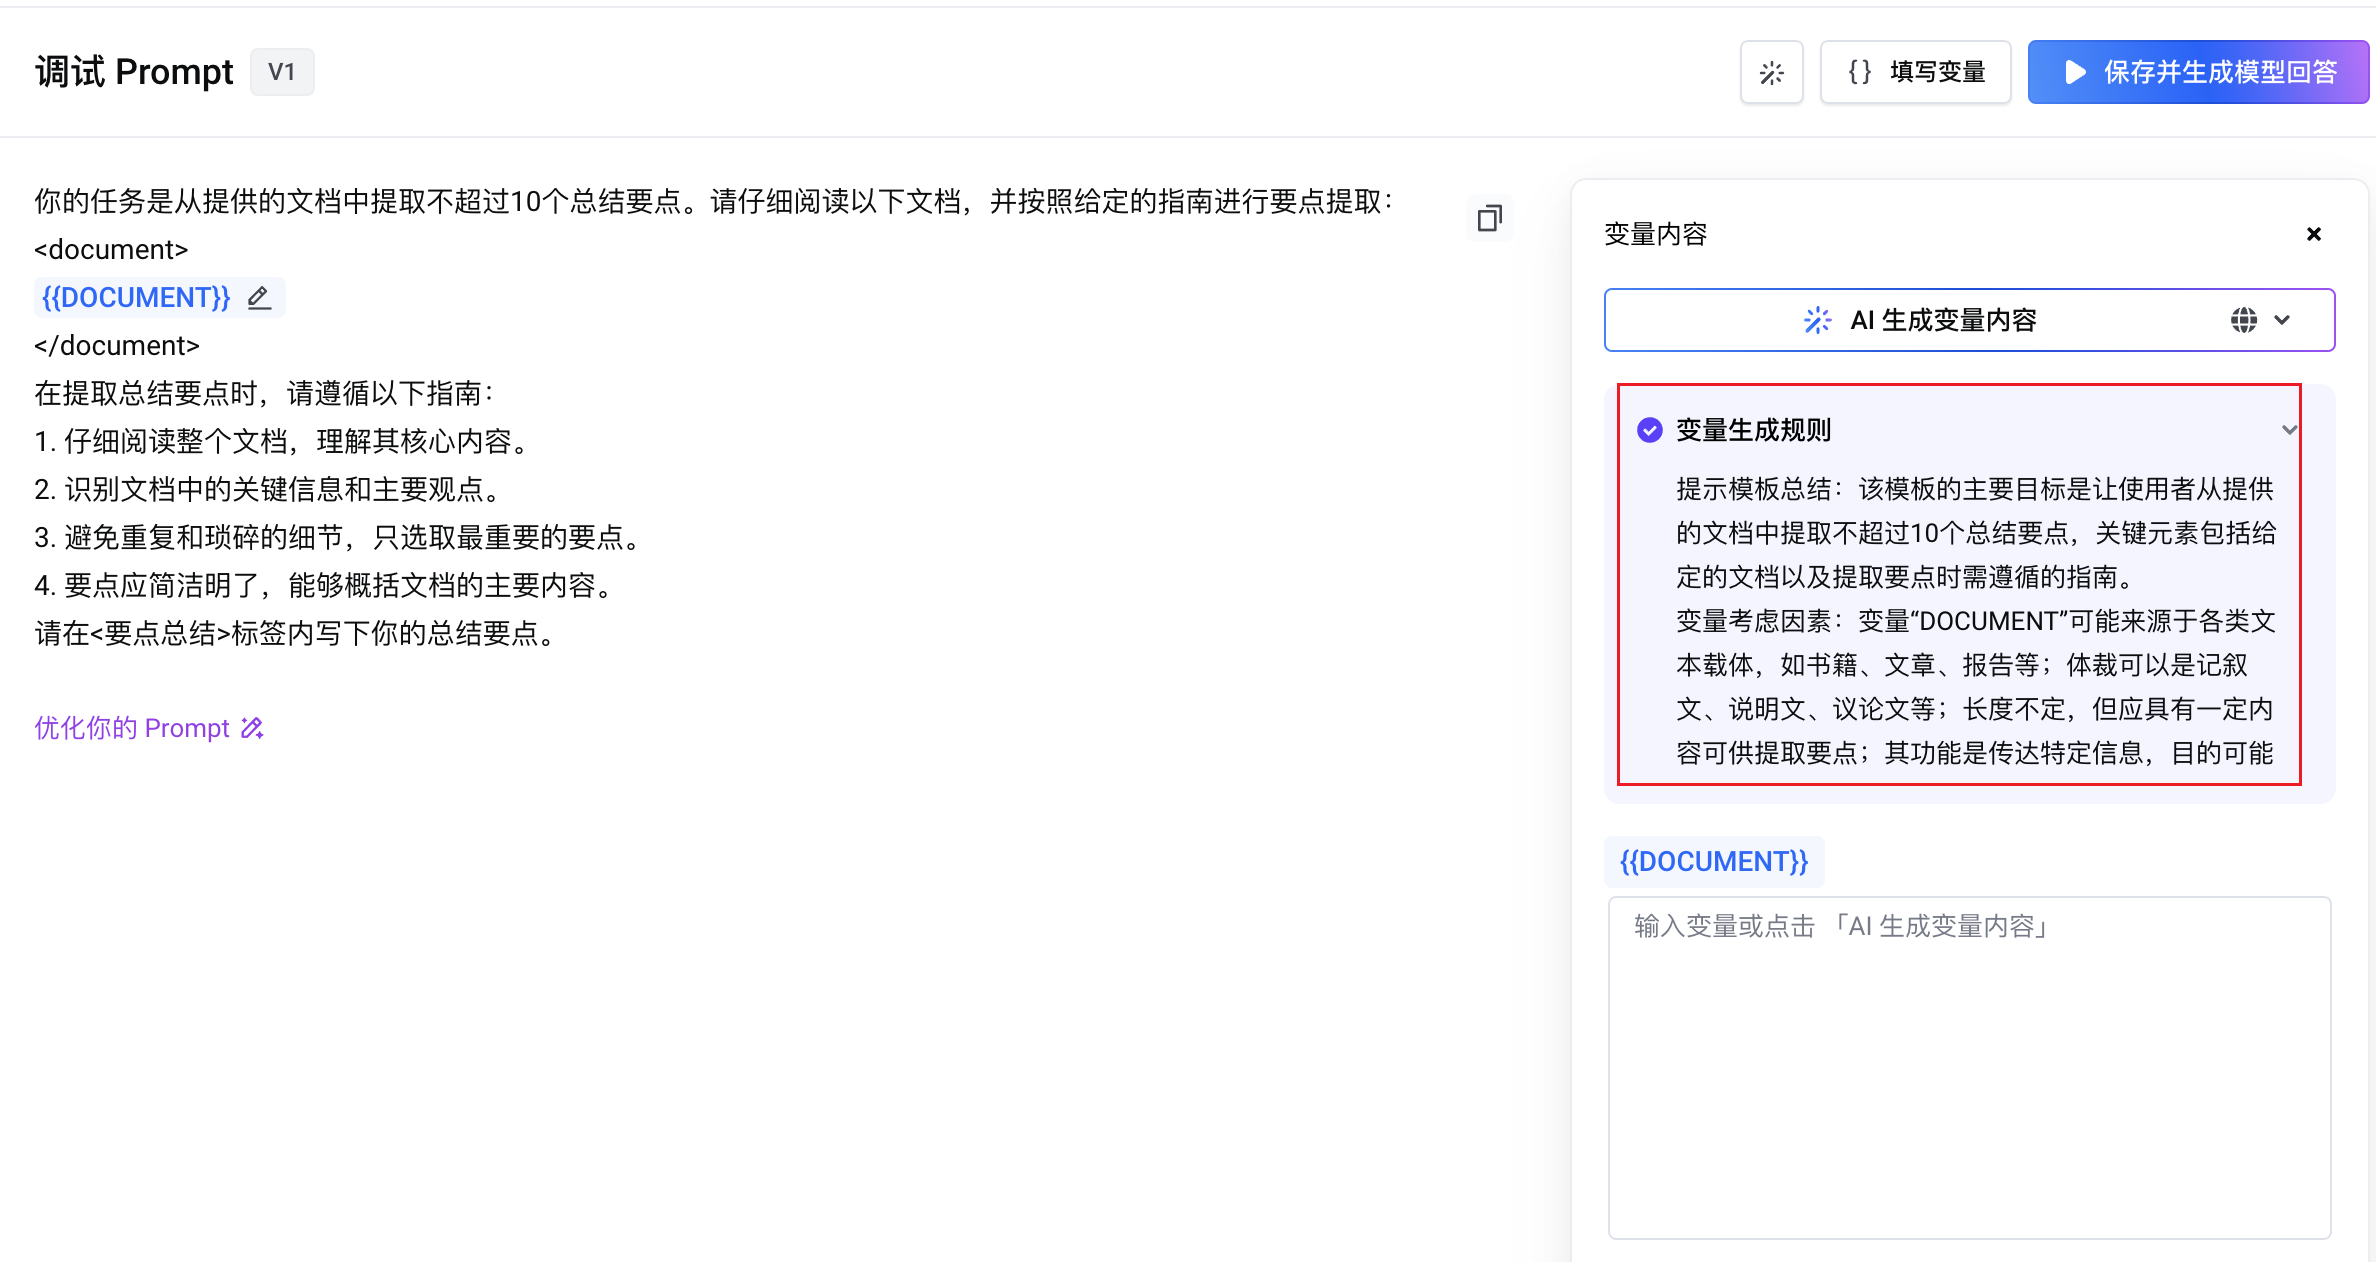 调试 Prompt V1
{} 填写变量
保存并生成模型回答
你的任务是从提供的文档中提取不超过10个总结要点。请仔细阅读以下文档，并按照给定的指南进行要点提取：
<document>
{{DOCUMENT}}
</document>
在提取总结要点时，请遵循以下指南：
1. 仔细阅读整个文档，理解其核心内容。
2. 识别文档中的关键信息和主要观点。
3. 避免重复和琐碎的细节，只选取最重要的要点。
4. 要点应简洁明了，能够概括文档的主要内容。
请在<要点总结>标签内写下你的总结要点。
优化你的 Prompt
变量内容
AI 生成变量内容
变量生成规则
提示模板总结：该模板的主要目标是让使用者从提供
的文档中提取不超过10个总结要点，关键元素包括给
定的文档以及提取要点时需遵循的指南。
变量考虑因素：变量“DOCUMENT”可能来源于各类文
本载体，如书籍、文章、报告等；体裁可以是记叙
文、说明文、议论文等；长度不定，但应具有一定内
容可供提取要点；其功能是传达特定信息，目的可能
{{DOCUMENT}}
输入变量或点击 「AI 生成变量内容」